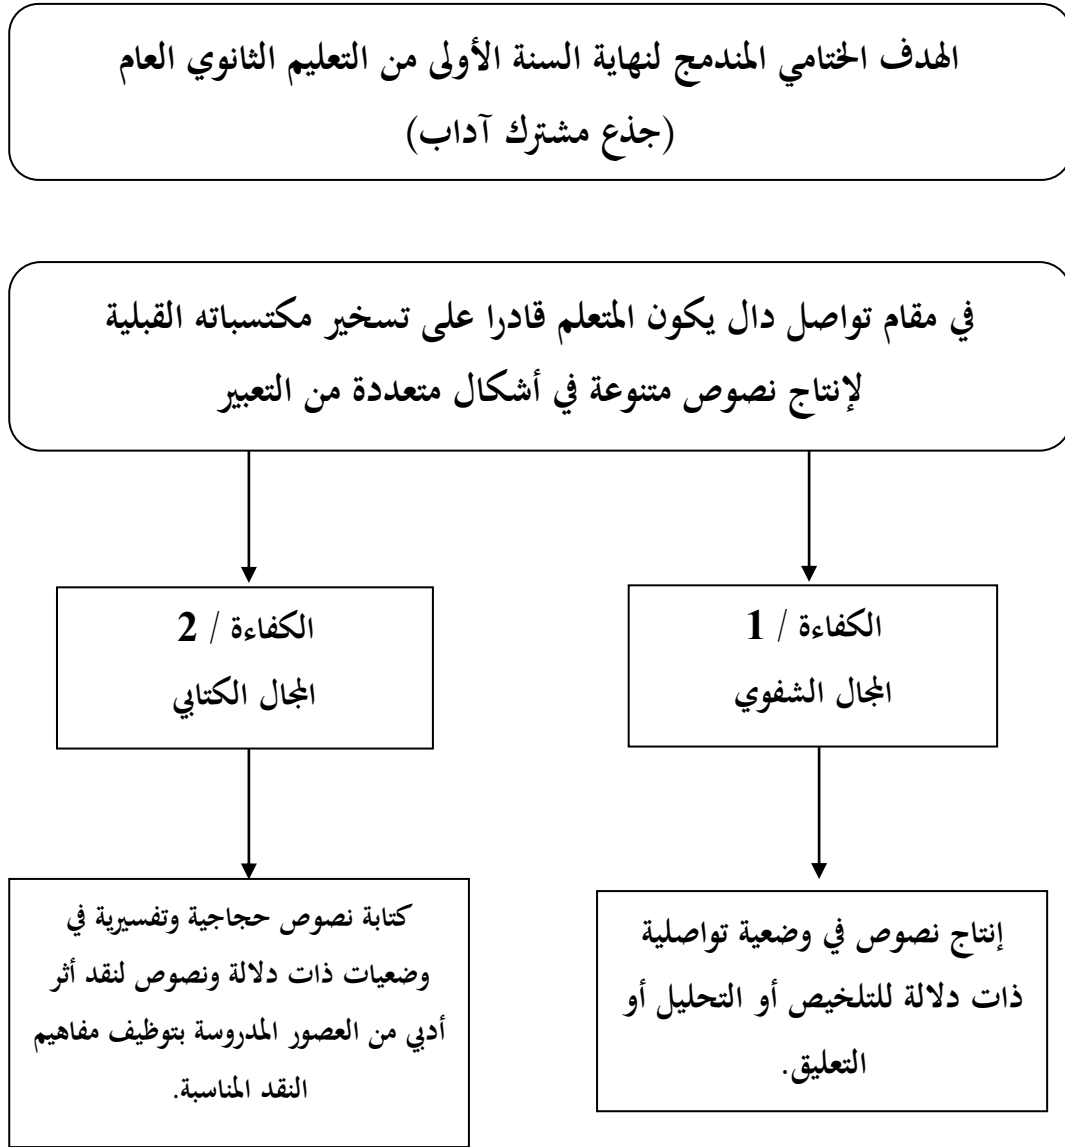 الهدف الختامي المندمج لنهاية السنة الأولى من التعليم الثانوي العام
(جذع مشترك آداب)
في مقام تواصل دال يكون المتعلم قادرا على تسخير مكتسباته القبلية
لإنتاج نصوص متنوعة في أشكال متعددة من التعبير
الكفاءة / 1
المجال الشفوي
الكفاءة / 2
المجال الكتابي
إنتاج نصوص في وضعية تواصلية
ذات دلالة للتلخيص أو التحليل أو
التعليق.
كتابة نصوص حجاجية وتفسيرية في
وضعيات ذات دلالة ونصوص لنقد أثر
أدبي من العصور المدروسة بتوظيف مفاهيم
النقد المناسبة.